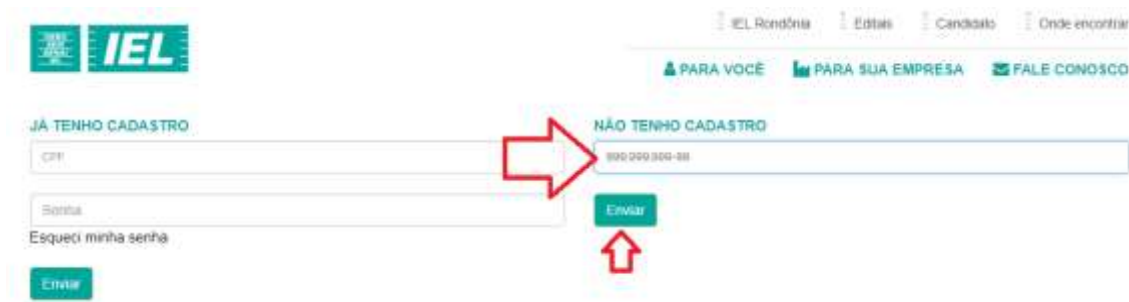 IEL
IEL Rondônia Editais Candidato Onde encontrar
PARA VOCÊ PARA SUA EMPRESA FALE CONOSCO
JÁ TENHO CADASTRO
CPF
Senha
Esqueci minha senha
Enviar
NÃO TENHO CADASTRO
999.999.999-99
Enviar